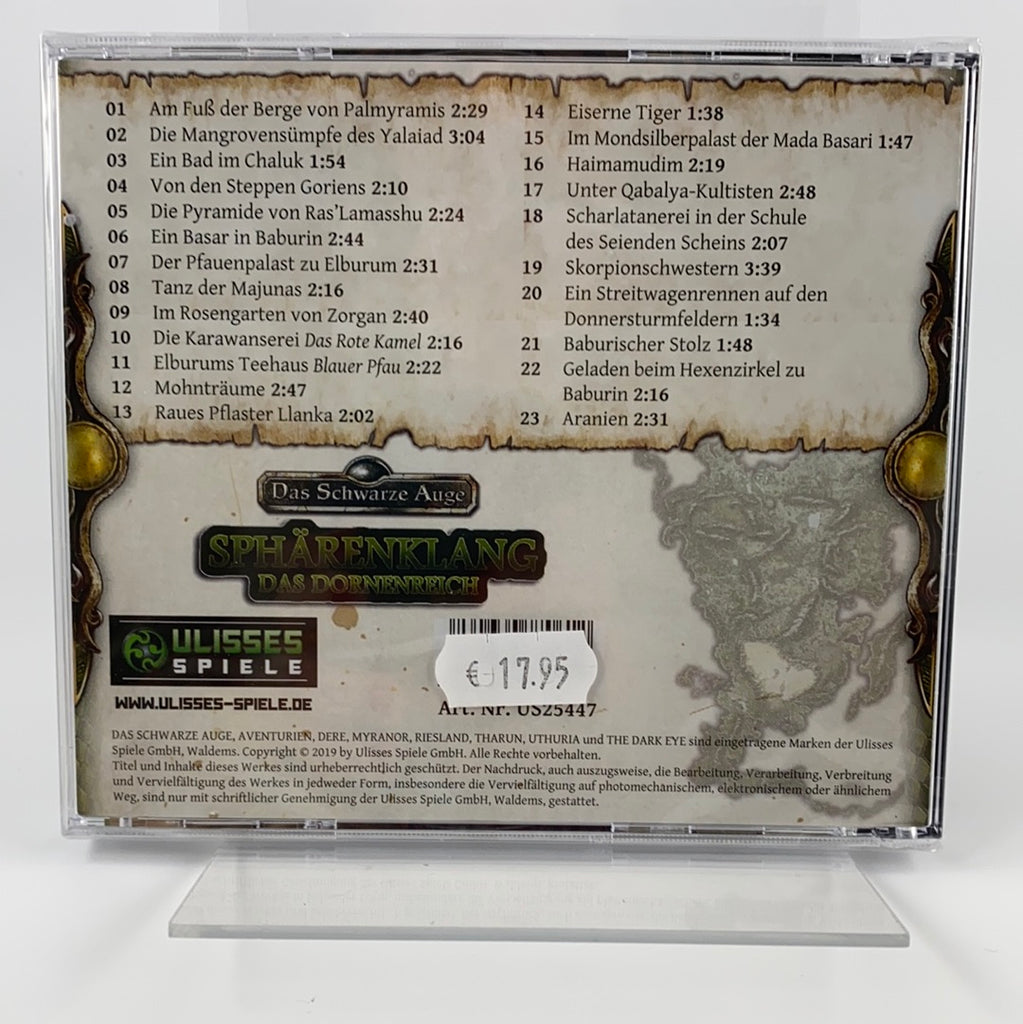 01 Am Fuß der Berge von Palmyramis 2:29
02 Die Mangrovensümpfe des Yalaiad 3:04
03 Ein Bad im Chaluk 1:54
04 Von den Steppen Goriens 2:10
05 Die Pyramide von Ras'Lamasshu 2:24
06 Ein Basar in Baburin 2:44
07 Der Pfauenpalast zu Elburum 2:31
08 Tanz der Majunas 2:16
09 Im Rosengarten von Zorgan 2:40
10 Die Karawanserei Das Rote Kamel 2:16
11 Elburums Teehaus Blauer Pfau 2:22
12 Mohnträume 2:47
13 Raues Pflaster Llanka 2:02
14 Eiserne Tiger 1:38
15 Im Mondsilberpalast der Mada Basari 1:47
16 Haimamudim 2:19
17 Unter Qabalya-Kultisten 2:48
18 Scharlatanerei in der Schule
des Seienden Scheins 2:07
19 Skorpionschwestern 3:39
20 Ein Streitwagenrennen auf den
Donnersturmfeldern 1:34
21 Baburischer Stolz 1:48
22 Geladen beim Hexenzirkel zu
Baburin 2:16
23 Aranien 2:31
Das Schwarze Auge
SPHÄRENKLANG
DAS DORNENREICH
ULISSES
SPIELE
WWW.ULISSES-SPIELE.DE
€ 17.95
Art. Nr. US25447
DAS SCHWARZE AUGE, AVENTURIEN, DERE, MYRANOR, RIESLAND, THARUN, UTHURIA und THE DARK EYE sind eingetragene Marken der Ulisses
Spiele GmbH, Waldems. Copyright © 2019 by Ulisses Spiele GmbH. Alle Rechte vorbehalten.
Titel und Inhalte dieses Werkes sind urheberrechtlich geschützt. Der Nachdruck, auch auszugsweise, die Bearbeitung, Verarbeitung, Verbreitung
und Vervielfältigung des Werkes in jedweder Form, insbesondere die Vervielfältigung auf photomechanischem, elektronischem oder ähnlichem
Weg, sind nur mit schriftlicher Genehmigung der Ulisses Spiele GmbH, Waldems, gestattet.